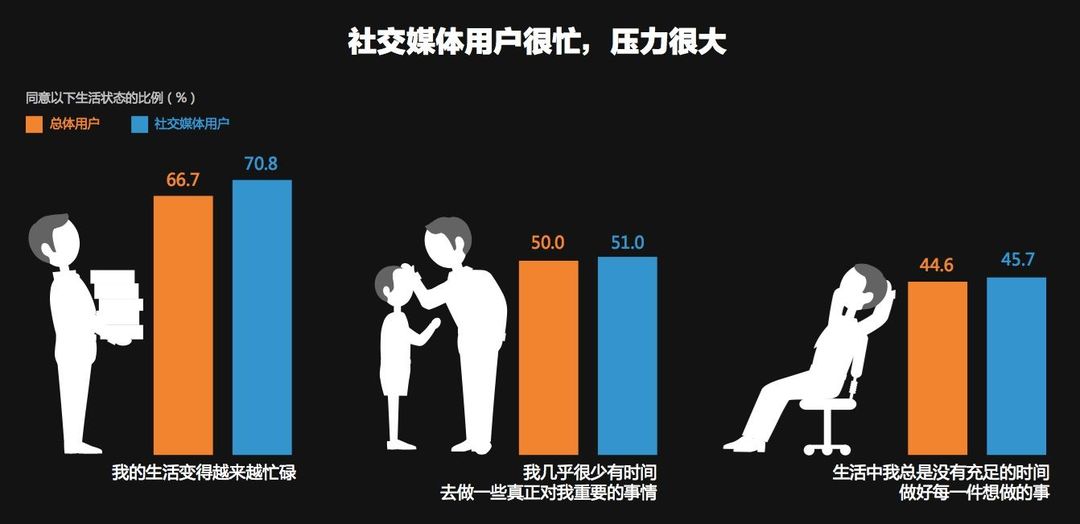 社交媒体用户很忙，压力很大
同意以下生活状态的比例（%）
总体用户 社交媒体用户
66.7 70.8
50.0 51.0
44.6 45.7
我的生活变得越来越忙碌
我几乎很少有时间
去做一些真正对我重要的事情
生活中我总是没有充足的时间
做好每一件想做的事